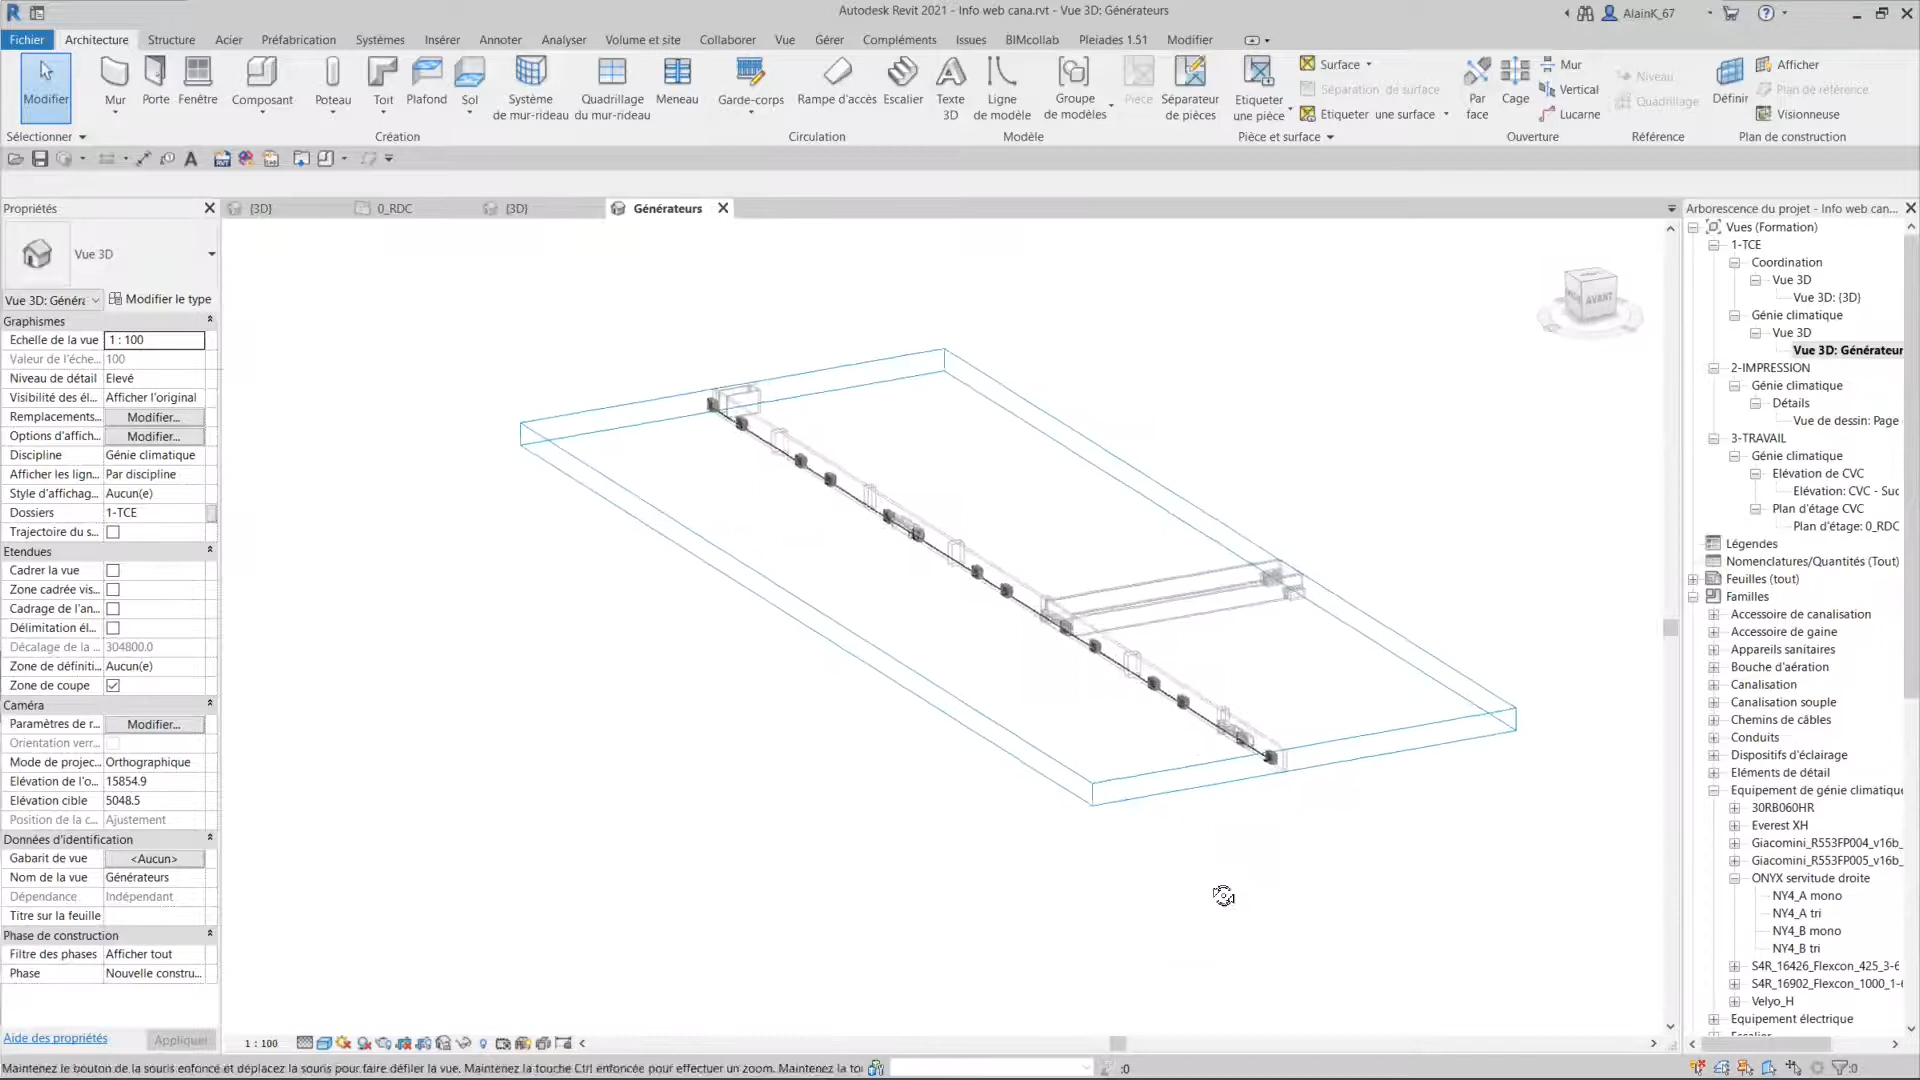 Autodesk Revit 2021 - Info web cana.rvt - Vue 3D: Générateurs
AlainK_67
Fichier Architecture Structure Acier Préfabrication Systèmes Insérer Annoter Analyser Volume et site Collaborer Vue Gérer Compléments Issues BIMcollab Pleiades 1.51 Modifier
Modifier
Mur
Porte
Fenêtre
Composant
Poteau
Toit
Plafond
Sol
Système de mur-rideau
Quadrillage du mur-rideau
Meneau
Garde-corps
Rampe d'accès
Escalier
Texte 3D
Ligne de modèle
Groupe de modèles
Pièce
Séparateur de pièces
Etiqueter une pièce
Surface
Séparation de surface
Etiqueter une surface
Par face
Cage
Mur
Vertical
Lucarne
Niveau
Quadrillage
Définir
Afficher
Plan de référence
Visionneuse
Sélectionner Création Circulation Modèle Pièce et surface Ouverture Référence Plan de construction
Propriétés
{3D} 0_RDC {3D} Générateurs
Vue 3D
Vue 3D: Généra Modifier le type
Graphismes
Echelle de la vue 1 : 100
Valeur de l'éche... 100
Niveau de détail Elevé
Visibilité des él... Afficher l'original
Remplacements... Modifier...
Options d'affich... Modifier...
Discipline Génie climatique
Afficher les lign... Par discipline
Style d'affichag... Aucun(e)
Dossiers 1-TCE
Trajectoire du s...
Etendues
Cadrer la vue
Zone cadrée vis...
Cadrage de l'an...
Délimitation él...
Décalage de la ... 304800.0
Zone de définiti... Aucun(e)
Zone de coupe
Caméra
Paramètres de r... Modifier...
Orientation verr...
Mode de projec... Orthographique
Elévation de l'o... 15854.9
Elévation cible 5048.5
Position de la c... Ajustement
Données d'identification
Gabarit de vue <Aucun>
Nom de la vue Générateurs
Dépendance Indépendant
Titre sur la feuille
Phase de construction
Filtre des phases Afficher tout
Phase Nouvelle constru...
Aide des propriétés Appliquer
AVANT
Arborescence du projet - Info web can...
Vues (Formation)
1-TCE
Coordination
Vue 3D
Vue 3D: {3D}
Génie climatique
Vue 3D
Vue 3D: Générateur
2-IMPRESSION
Génie climatique
Détails
Vue de dessin: Page
3-TRAVAIL
Génie climatique
Elévation de CVC
Elévation: CVC - Suc
Plan d'étage CVC
Plan d'étage: 0_RDC
Légendes
Nomenclatures/Quantités (Tout)
Feuilles (tout)
Familles
Accessoire de canalisation
Accessoire de gaine
Appareils sanitaires
Bouche d'aération
Canalisation
Canalisation souple
Chemins de câbles
Conduits
Dispositifs d'éclairage
Eléments de détail
Equipement de génie climatique
30RB060HR
Everest XH
Giacomini_R553FP004_v16b_
Giacomini_R553FP005_v16b_
ONYX servitude droite
NY4_A mono
NY4_A tri
NY4_B mono
NY4_B tri
S4R_16426_Flexcon_425_3-6
S4R_16902_Flexcon_1000_1-6
Velyo_H
Equipement électrique
Escalier
1 : 100
Maintenez le bouton de la souris enfoncé et déplacez la souris pour faire défiler la vue. Maintenez la touche Ctrl enfoncée pour effectuer un zoom. Maintenez la tou :0 :0